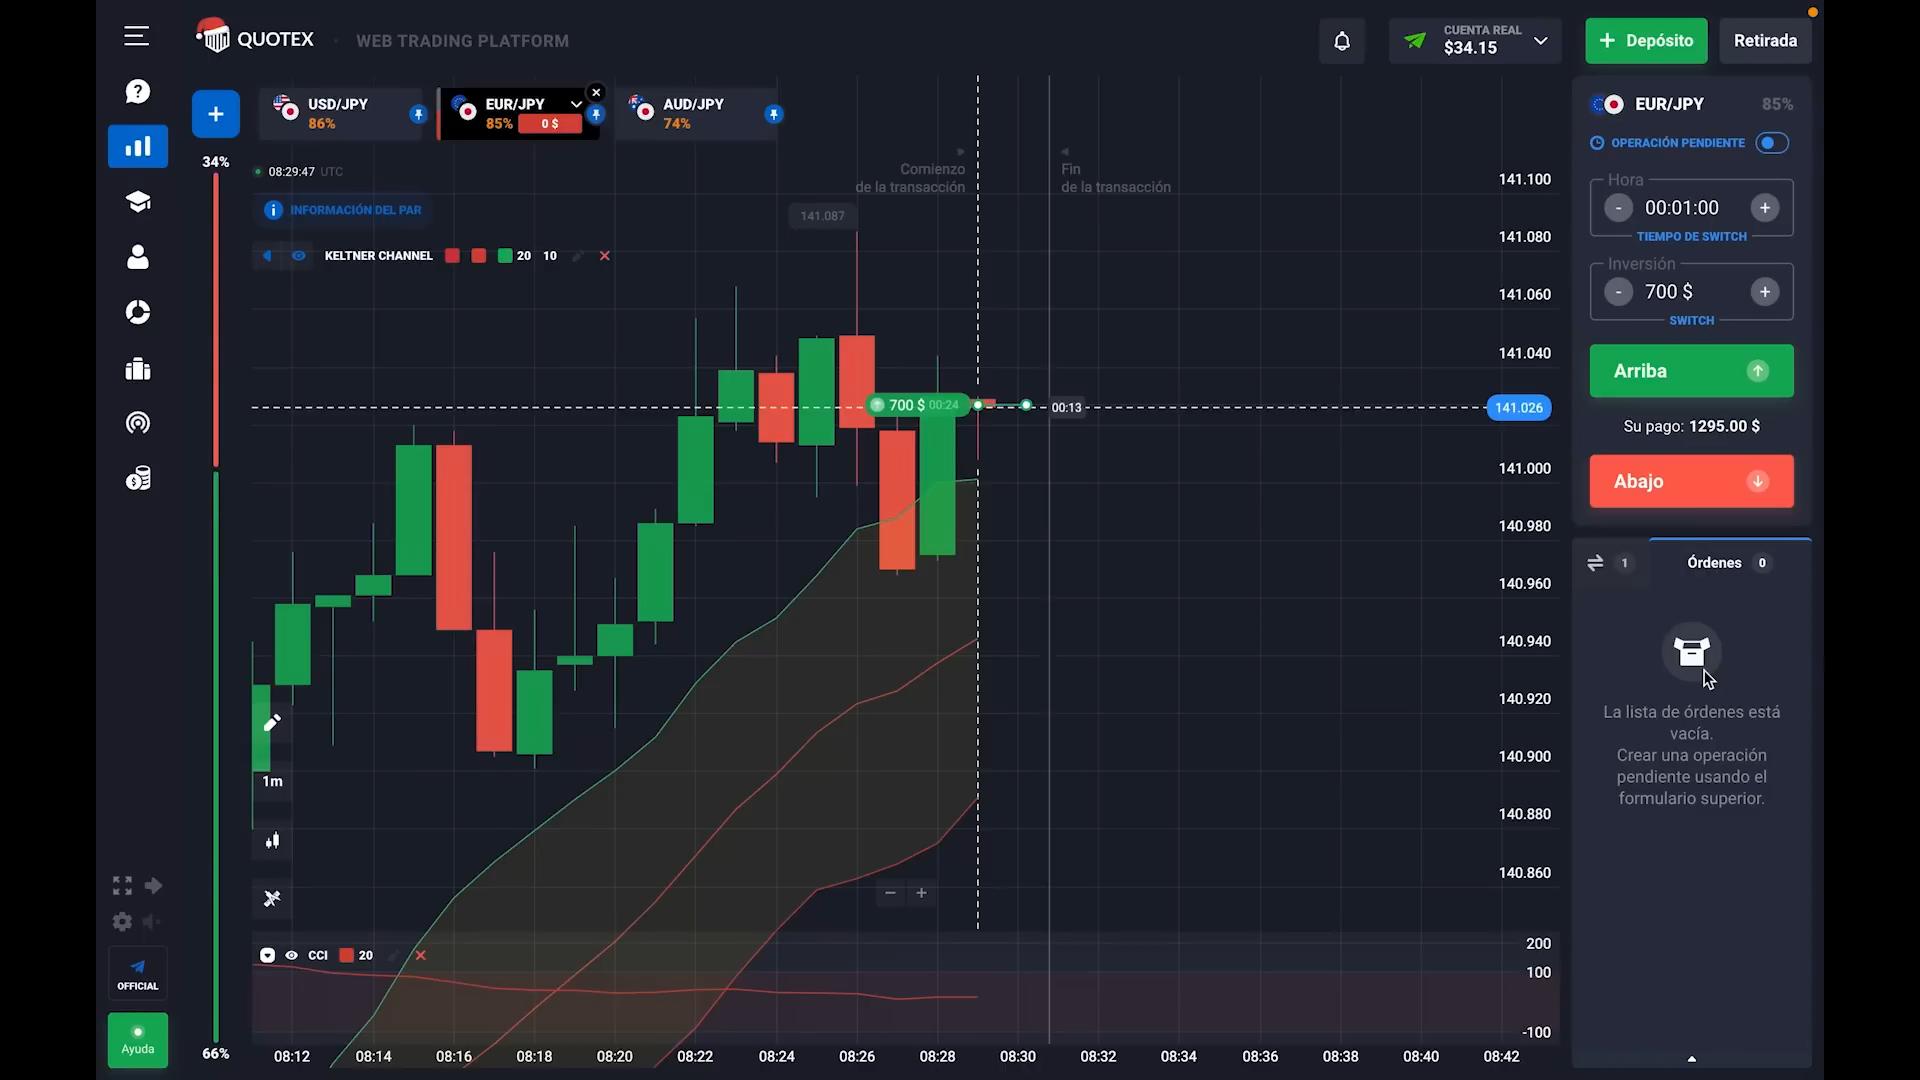 QUOTEX
WEB TRADING PLATFORM
CUENTA REAL
$34.15
+ Depósito
Retirada
USD/JPY
86%
EUR/JPY
85%
0 $
AUD/JPY
74%
34%
08:29:47 UTC
INFORMACIÓN DEL PAR
KELTNER CHANNEL 20 10
141.087
Comienzo
de la transacción
Fin
de la transacción
700 $ 00:24
00:13
141.100
141.080
141.060
141.040
141.026
141.000
140.980
140.960
140.940
140.920
140.900
140.880
140.860
1m
CCI 20
200
100
-100
OFFICIAL
Ayuda
66%
08:12 08:14 08:16 08:18 08:20 08:22 08:24 08:26 08:28 08:30 08:32 08:34 08:36 08:38 08:40 08:42
EUR/JPY 85%
OPERACIÓN PENDIENTE
Hora
- 00:01:00 +
TIEMPO DE SWITCH
Inversión
- 700 $ +
SWITCH
Arriba
Su pago: 1295.00 $
Abajo
1
Órdenes 0
La lista de órdenes está
vacía.
Crear una operación
pendiente usando el
formulario superior.